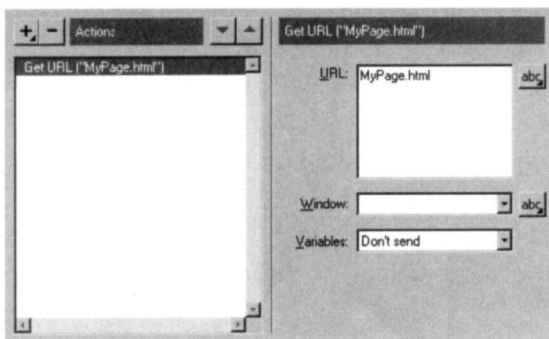 Actions
Get URL ("MyPage.html")
Get URL ("MyPage.html")
URL:
MyPage.html
abc
Window:
abc
Variables:
Don't send